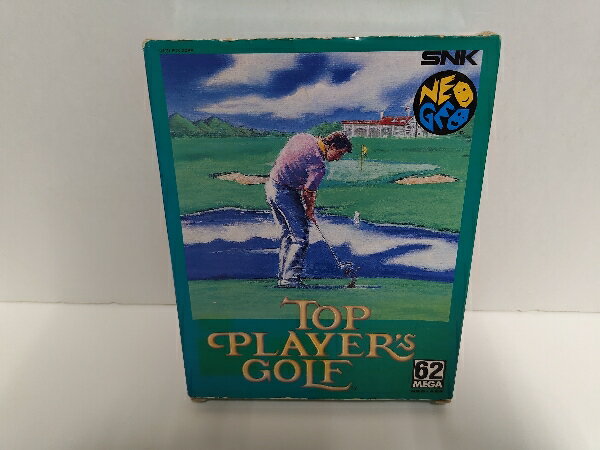 SNK
NEO
GEO
TOP
PLAYER'S
GOLF
62
MEGA